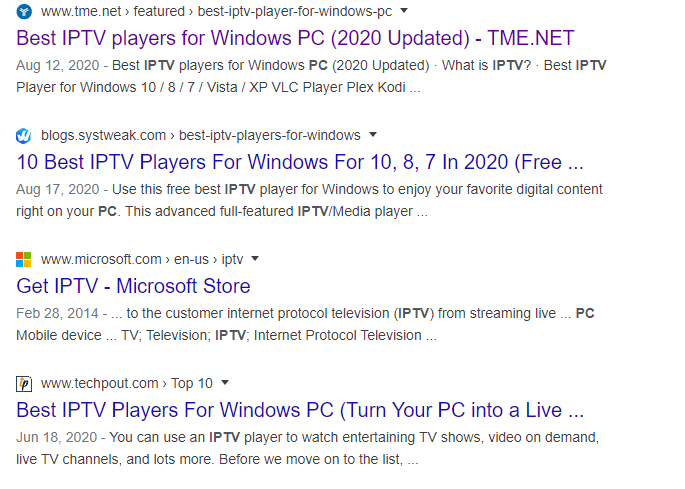 www.tme.net › featured › best-iptv-player-for-windows-pc
Best IPTV players for Windows PC (2020 Updated) - TME.NET
Aug 12, 2020 - Best IPTV players for Windows PC (2020 Updated) · What is IPTV? · Best IPTV
Player for Windows 10 / 8 / 7 / Vista / XP VLC Player Plex Kodi ...
blogs.systweak.com › best-iptv-players-for-windows
10 Best IPTV Players For Windows For 10, 8, 7 In 2020 (Free ...
Aug 17, 2020 - Use this free best IPTV player for Windows to enjoy your favorite digital content
right on your PC. This advanced full-featured IPTV/Media player ...
www.microsoft.com › en-us › iptv
Get IPTV - Microsoft Store
Feb 28, 2014 - ... to the customer internet protocol television (IPTV) from streaming live ... PC
Mobile device ... TV; Television; IPTV; Internet Protocol Television ...
www.techpout.com › Top 10
Best IPTV Players For Windows PC (Turn Your PC into a Live ...
Jun 18, 2020 - You can use an IPTV player to watch entertaining TV shows, video on demand,
live TV channels, and lots more. Before we move on to the list, ...